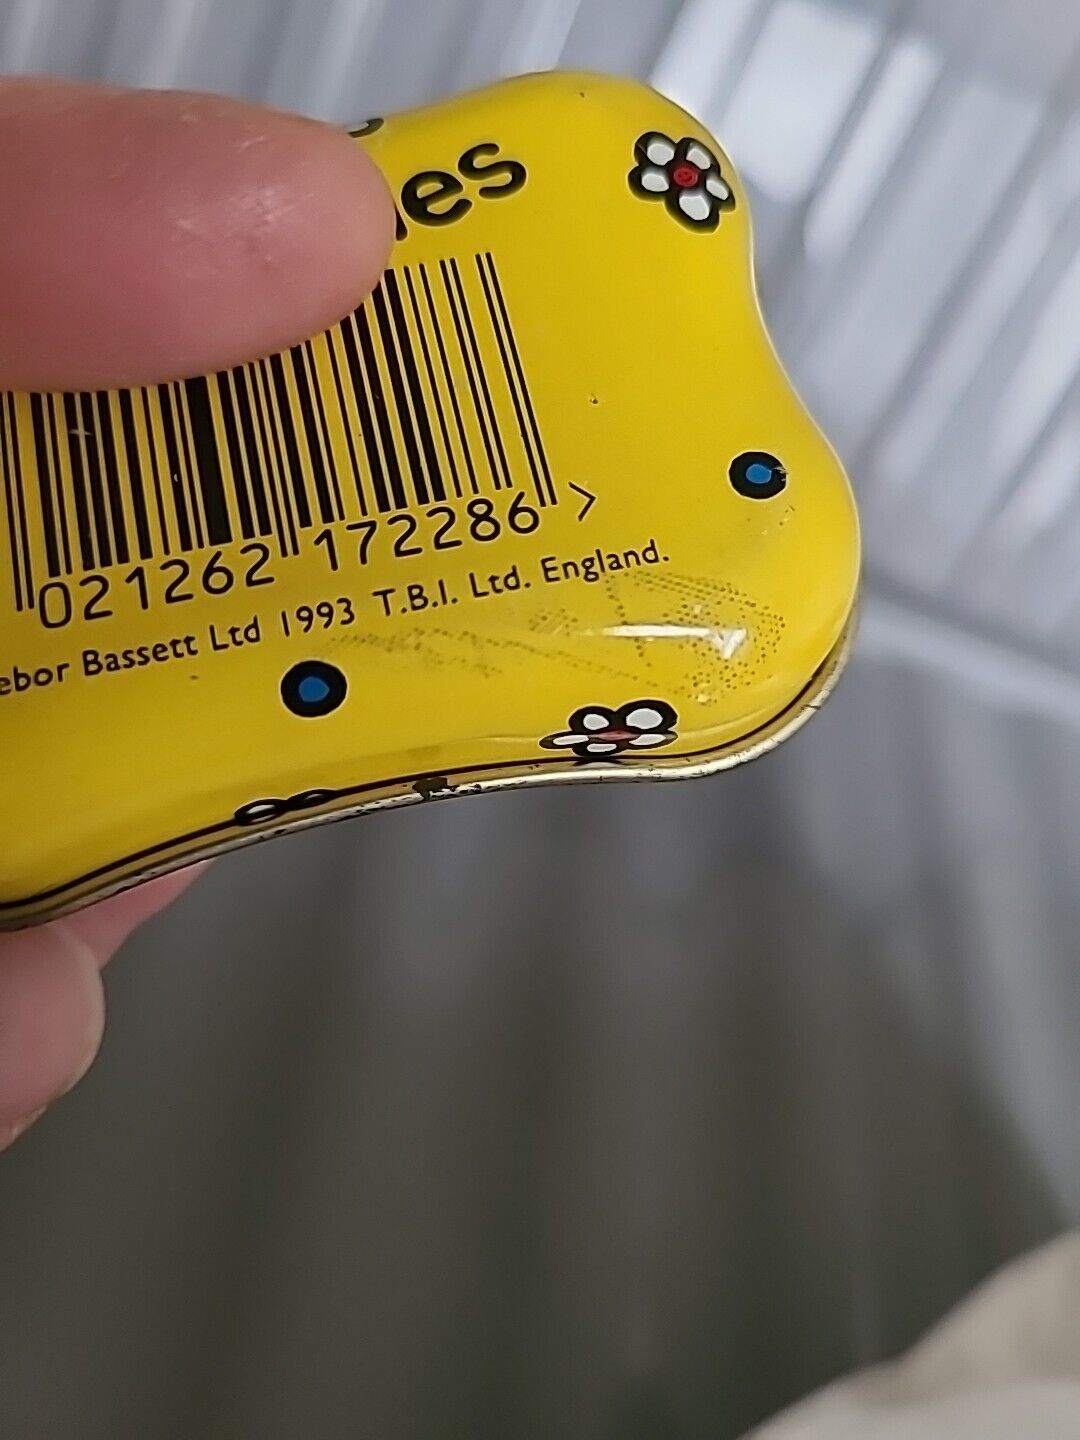 es
021262 172286 >
ebor Bassett Ltd 1993 T.B.I. Ltd. England.